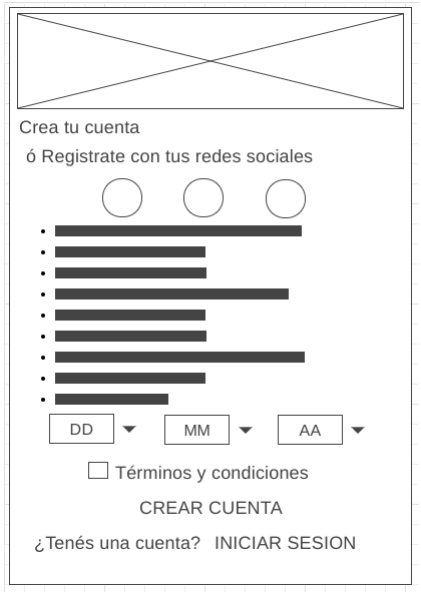 Crea tu cuenta
ó Registrate con tus redes sociales
DD MM AA
Términos y condiciones
CREAR CUENTA
¿Tenés una cuenta? INICIAR SESION